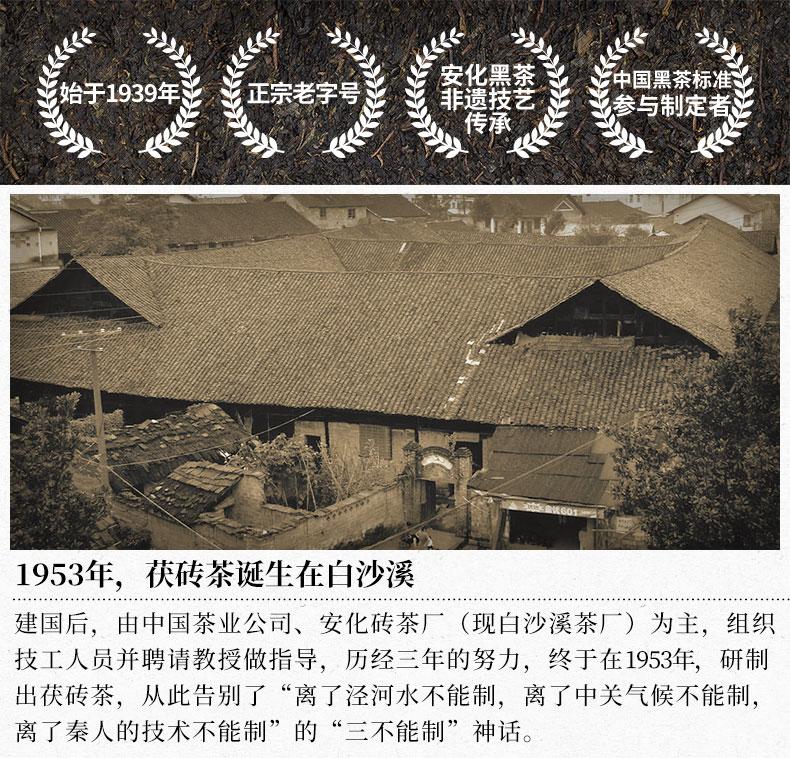 始于1939年
正宗老字号
安化黑茶
非遗技艺
传承
中国黑茶标准
参与制定者
1953年，茯砖茶诞生在白沙溪
建国后，由中国茶业公司、安化砖茶厂（现白沙溪茶厂）为主，组织
技工人员并聘请教授做指导，历经三年的努力，终于在1953年，研制
出茯砖茶，从此告别了“离了泾河水不能制，离了中关气候不能制，
离了秦人的技术不能制”的“三不能制”神话。